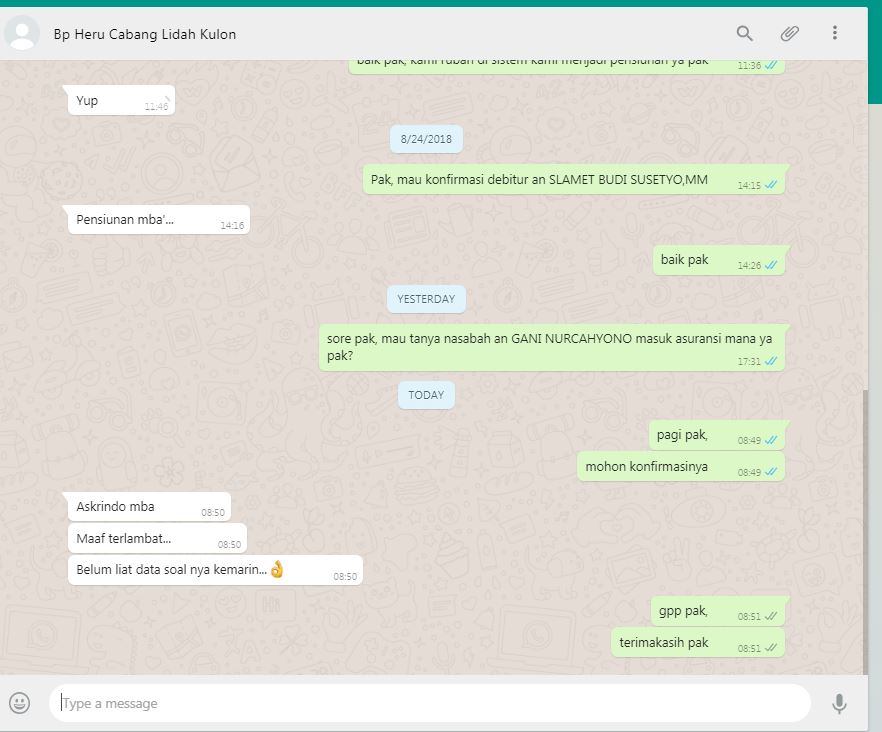 Bp Heru Cabang Lidah Kulon
baik pak, kami rubah di sistem kami menjadi pensiunan ya pak 11:36
Yup 11:46
8/24/2018
Pak, mau konfirmasi debitur an SLAMET BUDI SUSETYO,MM 14:15
Pensiunan mba'... 14:16
baik pak 14:26
YESTERDAY
sore pak, mau tanya nasabah an GANI NURCAHYONO masuk asuransi mana ya
pak? 17:31
TODAY
pagi pak, 08:49
mohon konfirmasinya 08:49
Askrindo mba 08:50
Maaf terlambat... 08:50
Belum liat data soal nya kemarin...👌 08:50
gpp pak, 08:51
terimakasih pak 08:51
Type a message